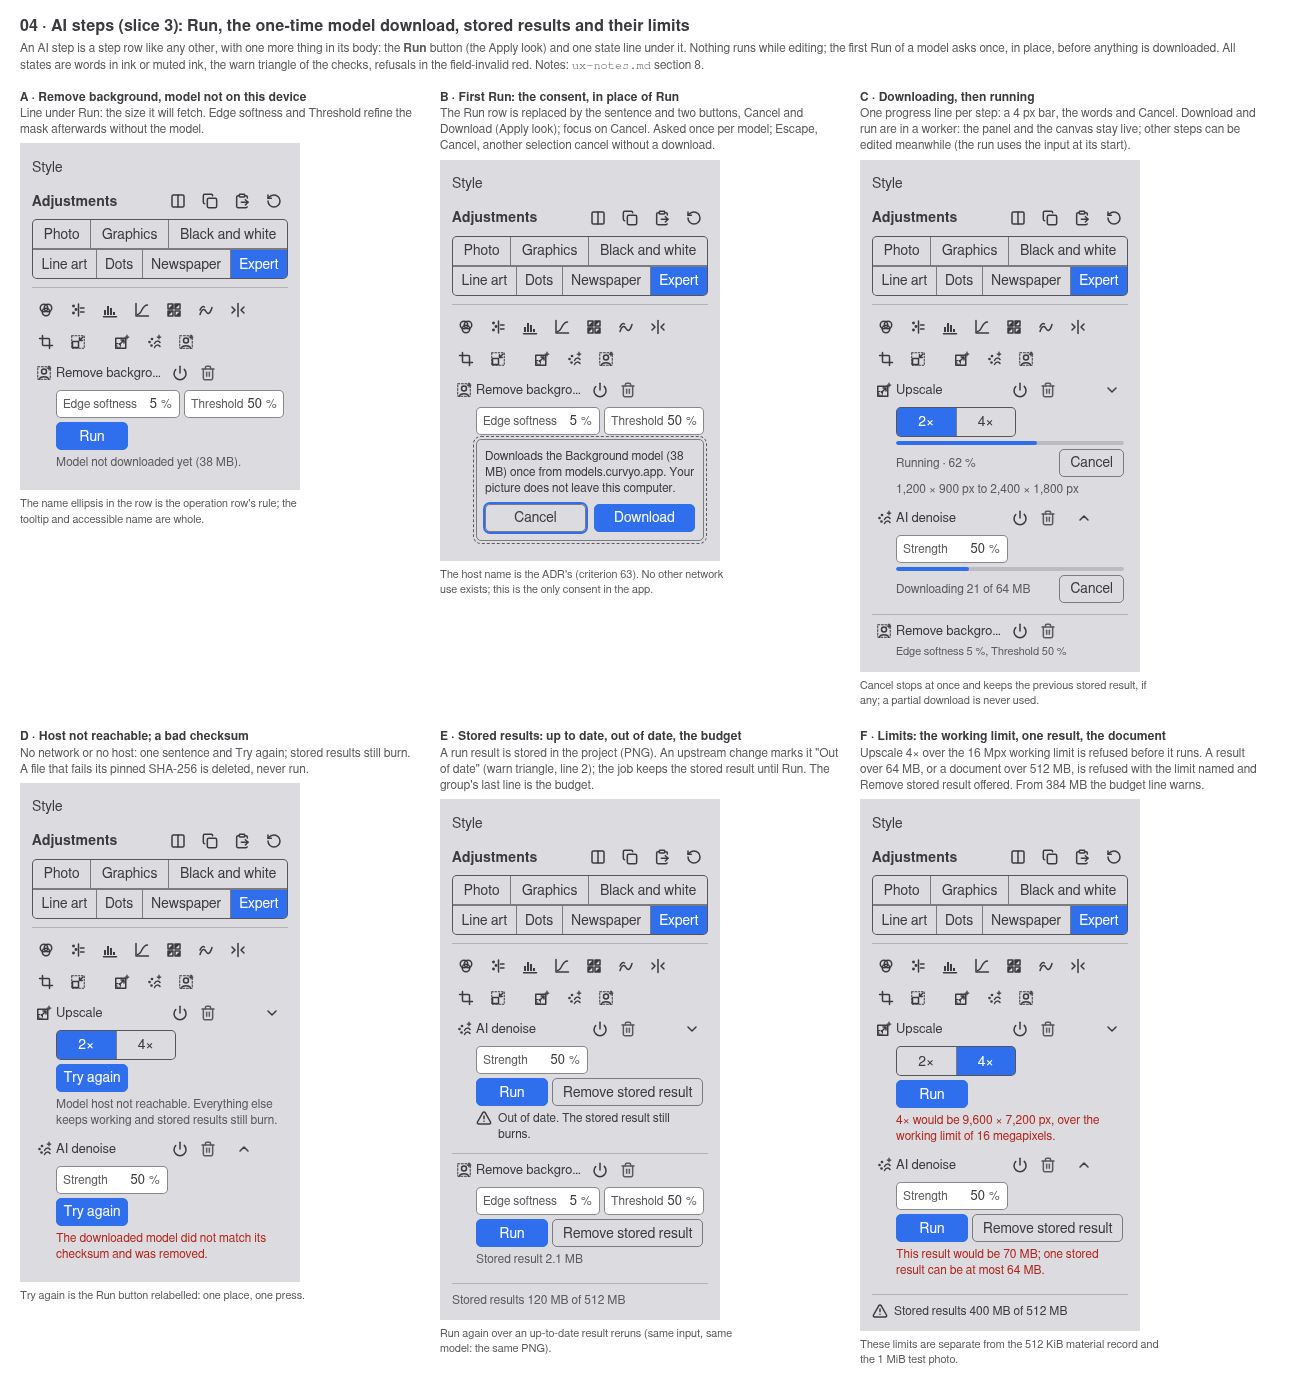 04 · AI steps (slice 3): Run, the one-time model download, stored results and their limits
An AI step is a step row like any other, with one more thing in its body: the Run button (the Apply look) and one state line under it. Nothing runs while editing; the first Run of a model asks once, in place, before anything is downloaded. All
states are words in ink or muted ink, the warn triangle of the checks, refusals in the field-invalid red. Notes: ux-notes.md section 8.
A · Remove background, model not on this device
Line under Run: the size it will fetch. Edge softness and Threshold refine the
mask afterwards without the model.
Style
Adjustments
Photo Graphics Black and white
Line art Dots Newspaper Expert
Remove backgro...
Edge softness 5 % Threshold 50 %
Run
Model not downloaded yet (38 MB).
The name ellipsis in the row is the operation row's rule; the
tooltip and accessible name are whole.
B · First Run: the consent, in place of Run
The Run row is replaced by the sentence and two buttons, Cancel and
Download (Apply look); focus on Cancel. Asked once per model; Escape,
Cancel, another selection cancel without a download.
Style
Adjustments
Photo Graphics Black and white
Line art Dots Newspaper Expert
Remove backgro...
Edge softness 5 % Threshold 50 %
Downloads the Background model (38
MB) once from models.curvyo.app. Your
picture does not leave this computer.
Cancel Download
The host name is the ADR's (criterion 63). No other network
use exists; this is the only consent in the app.
C · Downloading, then running
One progress line per step: a 4 px bar, the words and Cancel. Download and
run are in a worker: the panel and the canvas stay live; other steps can be
edited meanwhile (the run uses the input at its start).
Style
Adjustments
Photo Graphics Black and white
Line art Dots Newspaper Expert
Upscale
2× 4×
Running · 62 % Cancel
1,200 × 900 px to 2,400 × 1,800 px
AI denoise
Strength 50 %
Downloading 21 of 64 MB Cancel
Remove backgro...
Edge softness 5 %, Threshold 50 %
Cancel stops at once and keeps the previous stored result, if
any; a partial download is never used.
D · Host not reachable; a bad checksum
No network or no host: one sentence and Try again; stored results still burn.
A file that fails its pinned SHA-256 is deleted, never run.
Style
Adjustments
Photo Graphics Black and white
Line art Dots Newspaper Expert
Upscale
2× 4×
Try again
Model host not reachable. Everything else
keeps working and stored results still burn.
AI denoise
Strength 50 %
Try again
The downloaded model did not match its
checksum and was removed.
Try again is the Run button relabelled: one place, one press.
E · Stored results: up to date, out of date, the budget
A run result is stored in the project (PNG). An upstream change marks it "Out
of date" (warn triangle, line 2); the job keeps the stored result until Run. The
group's last line is the budget.
Style
Adjustments
Photo Graphics Black and white
Line art Dots Newspaper Expert
AI denoise
Strength 50 %
Run Remove stored result
Out of date. The stored result still
burns.
Remove backgro...
Edge softness 5 % Threshold 50 %
Run Remove stored result
Stored result 2.1 MB
Stored results 120 MB of 512 MB
Run again over an up-to-date result reruns (same input, same
model: the same PNG).
F · Limits: the working limit, one result, the document
Upscale 4× over the 16 Mpx working limit is refused before it runs. A result
over 64 MB, or a document over 512 MB, is refused with the limit named and
Remove stored result offered. From 384 MB the budget line warns.
Style
Adjustments
Photo Graphics Black and white
Line art Dots Newspaper Expert
Upscale
2× 4×
Run
4× would be 9,600 × 7,200 px, over the
working limit of 16 megapixels.
AI denoise
Strength 50 %
Run Remove stored result
This result would be 70 MB; one stored
result can be at most 64 MB.
Stored results 400 MB of 512 MB
These limits are separate from the 512 KiB material record and
the 1 MiB test photo.